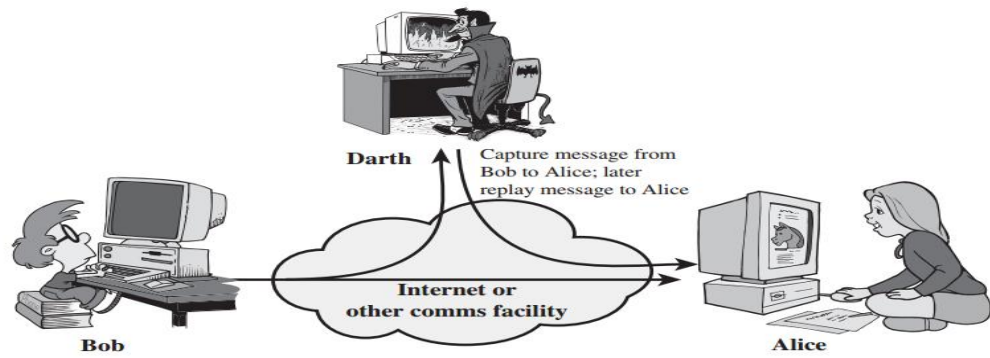 Darth
Capture message from
Bob to Alice; later
replay message to Alice
Internet or
other comms facility
Bob
Alice